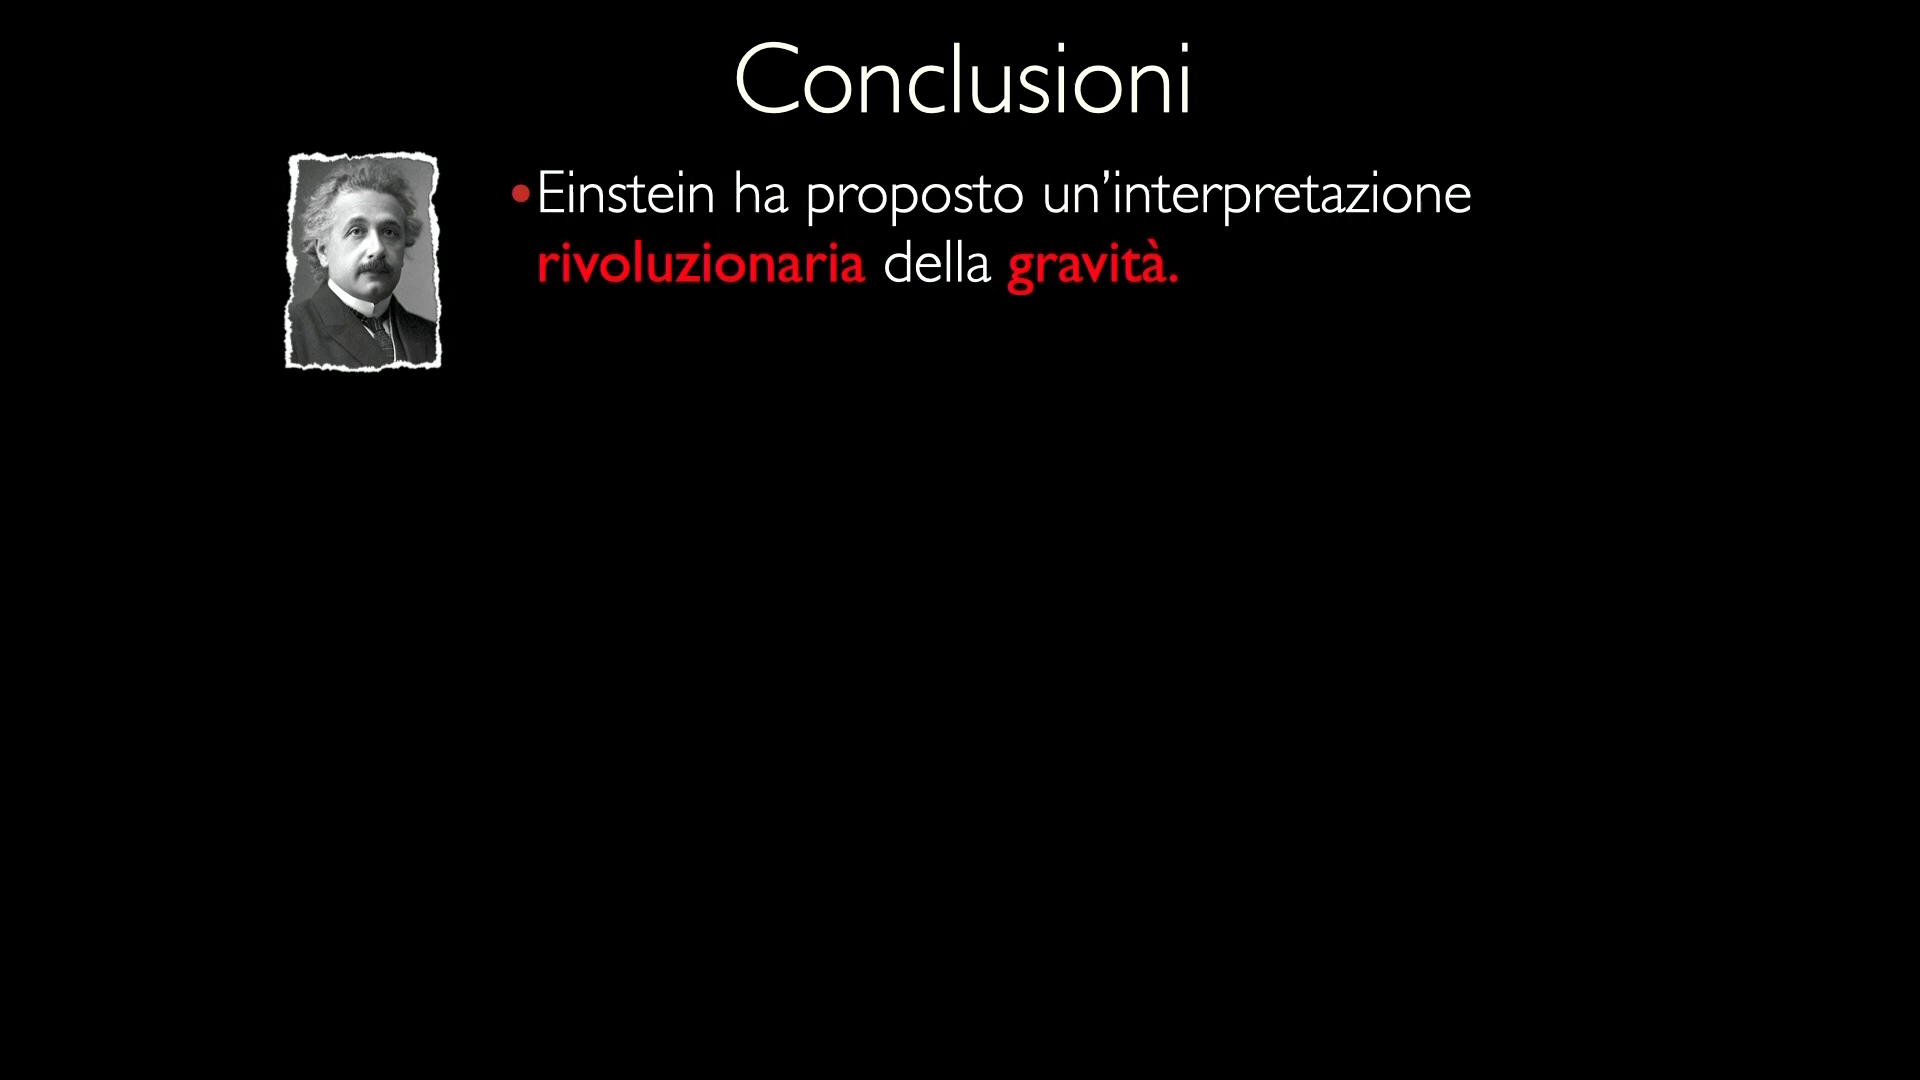 Conclusioni
•Einstein ha proposto un’interpretazione
rivoluzionaria della gravità.